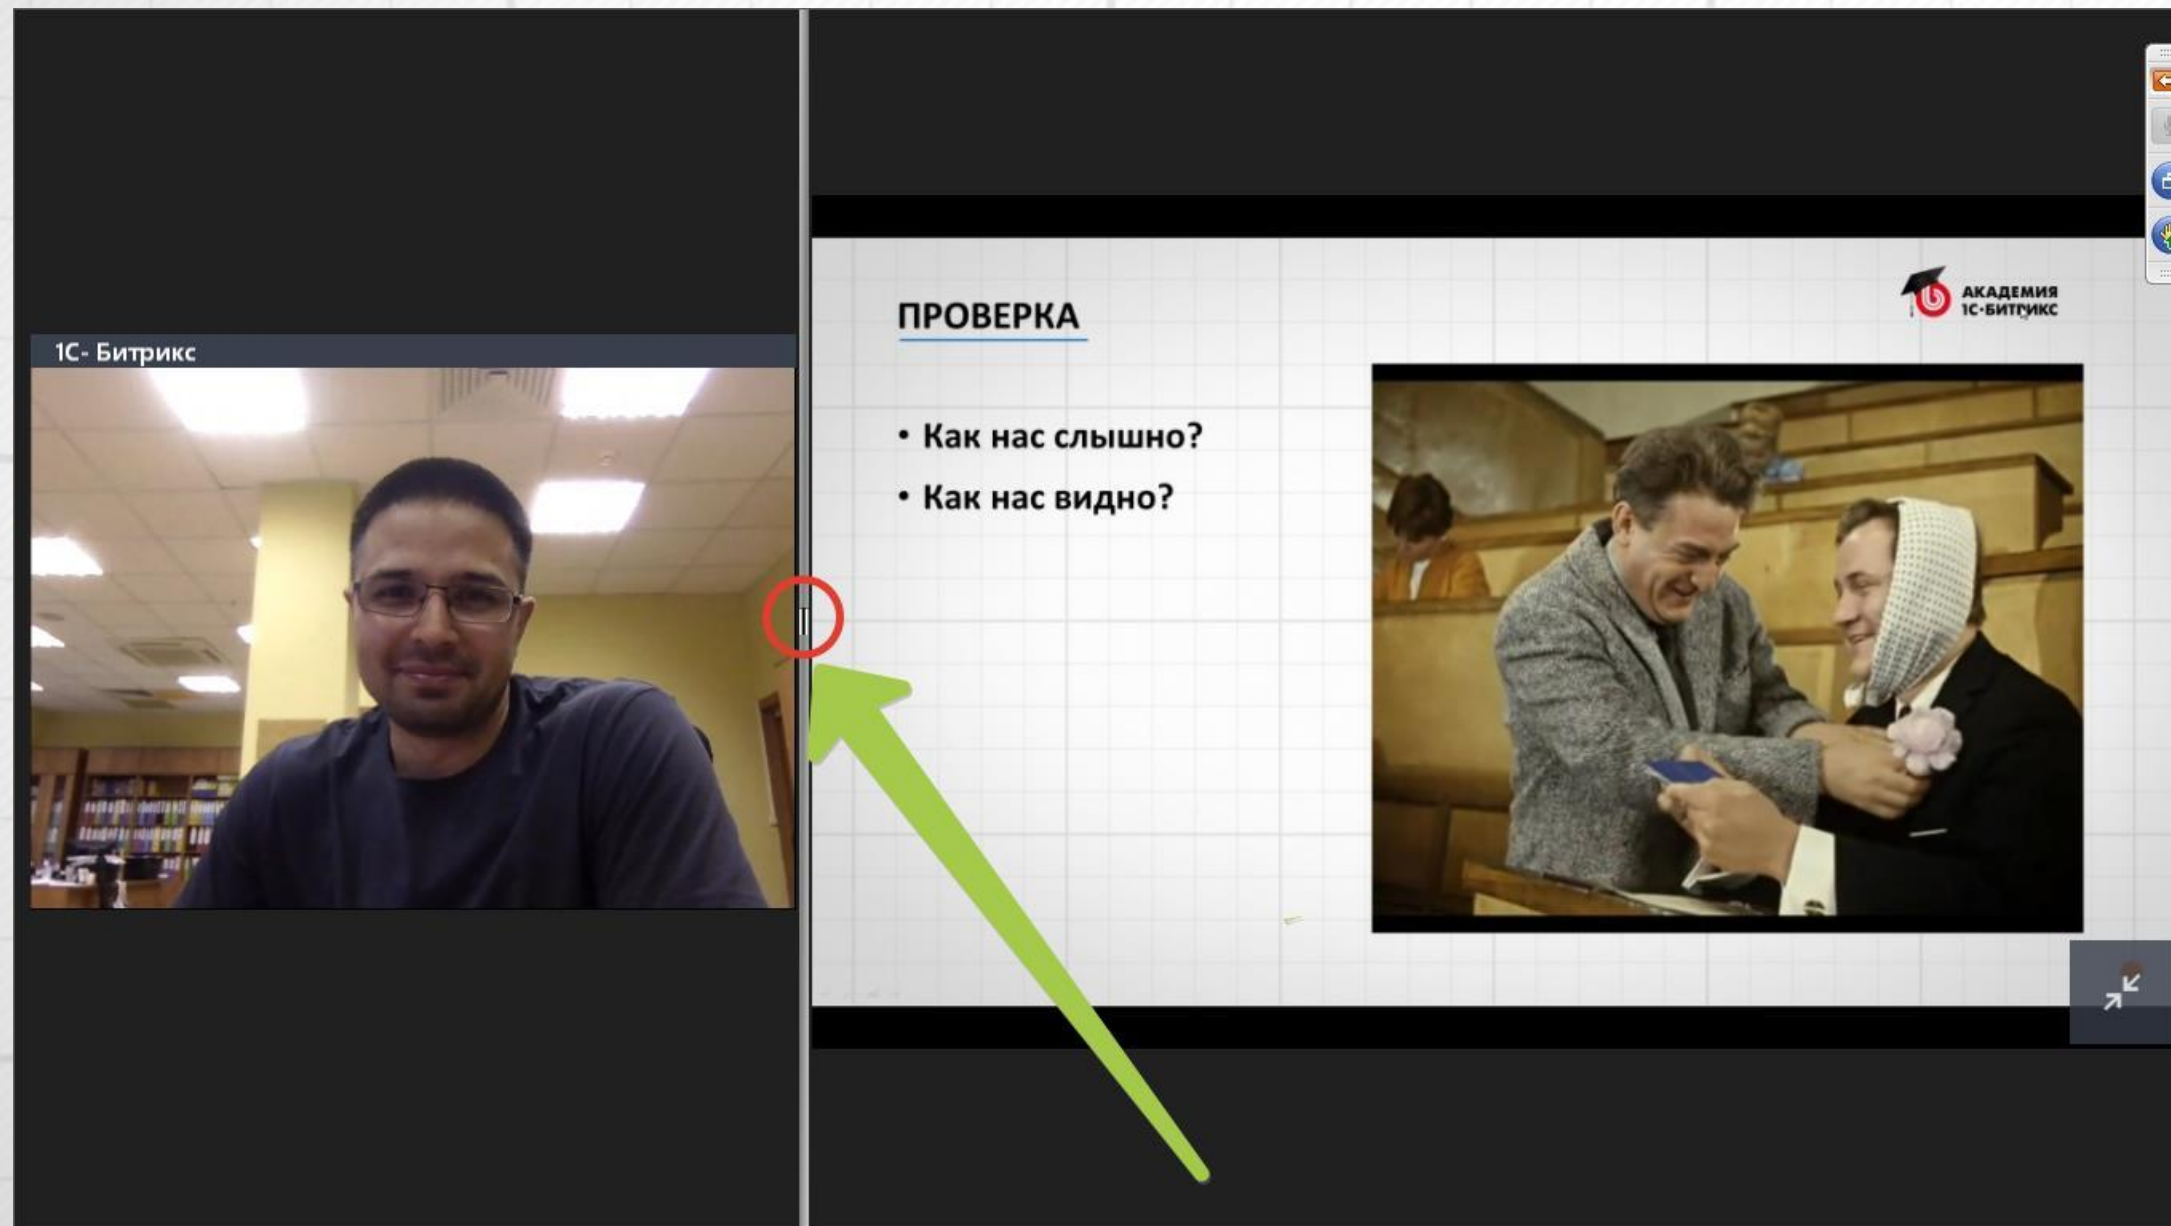 1С- Битрикс
ПРОВЕРКА
АКАДЕМИЯ
1С-БИТРИКС
• Как нас слышно?
• Как нас видно?